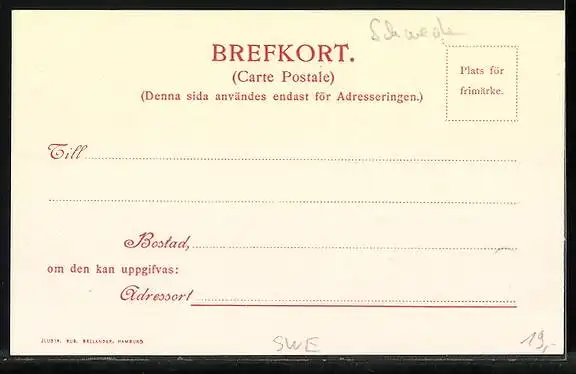 Schweden
BREFKORT.
(Carte Postale)
(Denna sida användes endast för Adresseringen.)
Plats för
frimärke.
Till
Bostad,
om den kan uppgifvas:
Adressort
SWE
19,-